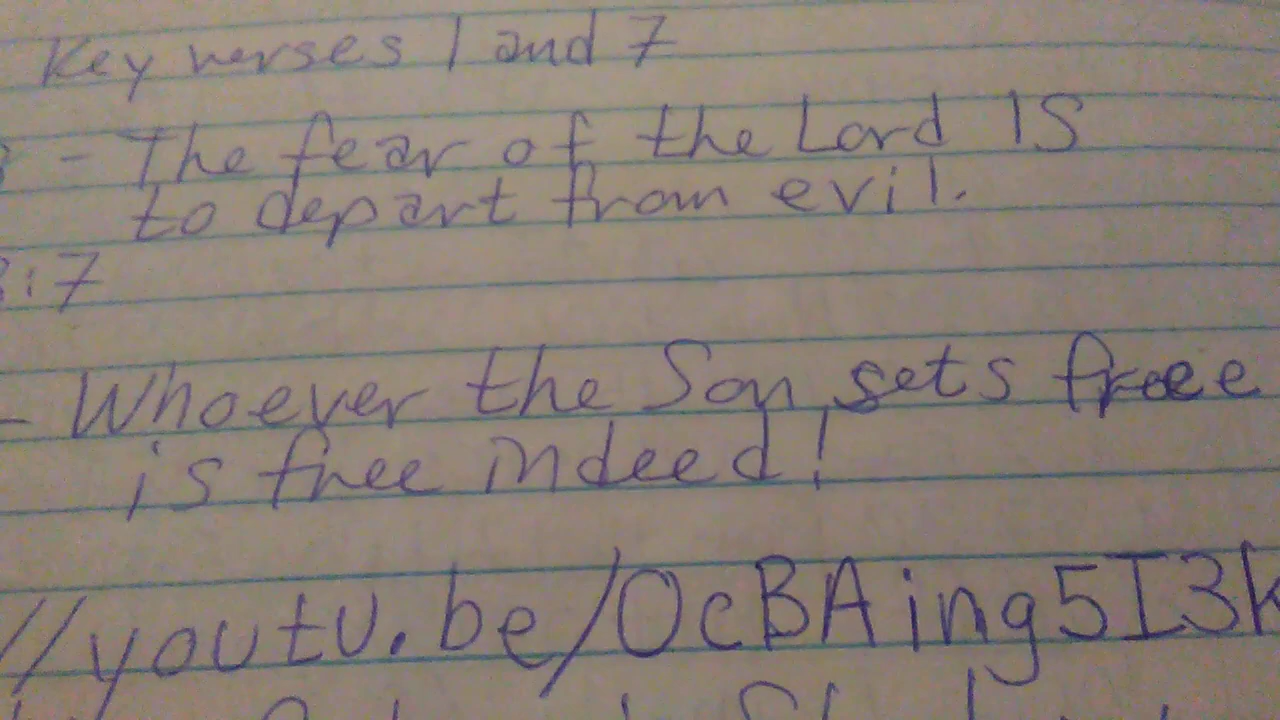 Key verses 1 and 7
- The fear of the Lord IS
to depart from evil.
:7
- Whoever the Son sets free
is free indeed!
//youtu.be/OcBAing5I3k